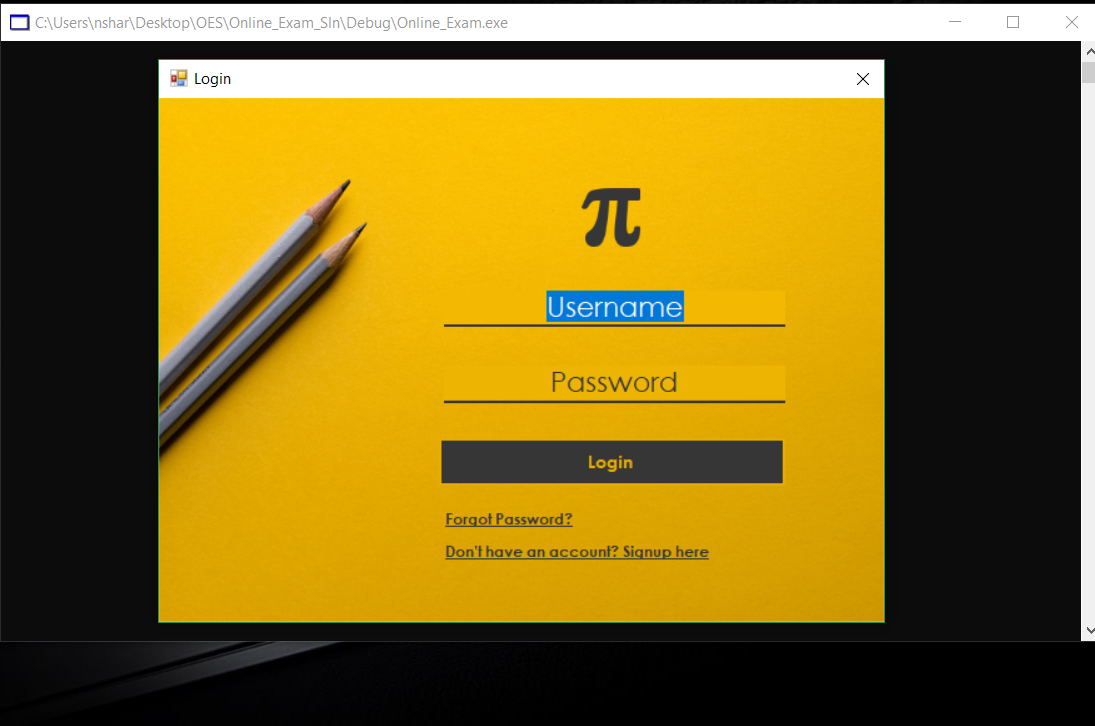 C:\Users\nshar\Desktop\OES\Online_Exam_Sln\Debug\Online_Exam.exe
Login
π
Username
Password
Login
Forgot Password?
Don't have an account? Signup here